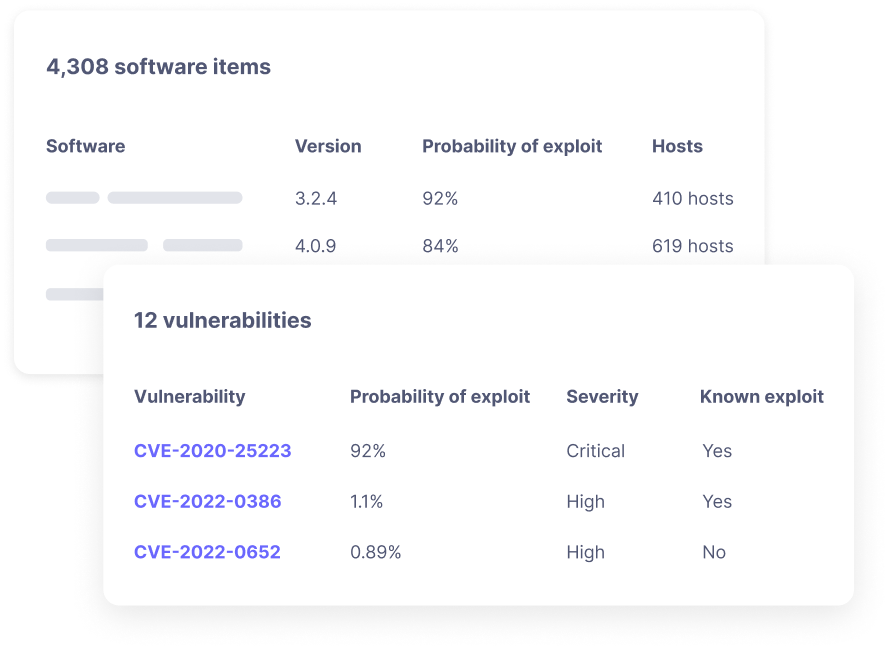 4,308 software items
Software Version Probability of exploit Hosts
3.2.4 92% 410 hosts
4.0.9 84% 619 hosts
12 vulnerabilities
Vulnerability Probability of exploit Severity Known exploit
CVE-2020-25223 92% Critical Yes
CVE-2022-0386 1.1% High Yes
CVE-2022-0652 0.89% High No